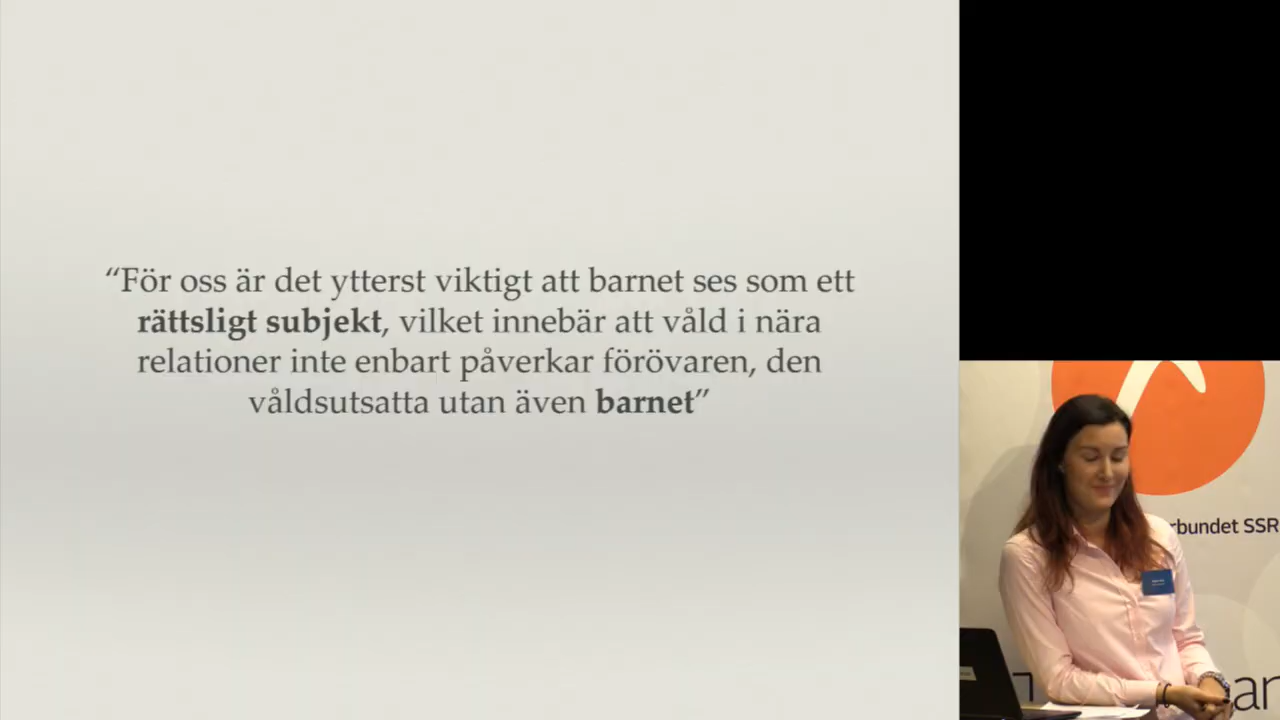 “För oss är det ytterst viktigt att barnet ses som ett
rättsligt subjekt, vilket innebär att våld i nära
relationer inte enbart påverkar förövaren, den
våldsutsatta utan även barnet”
rbundet SSR
an